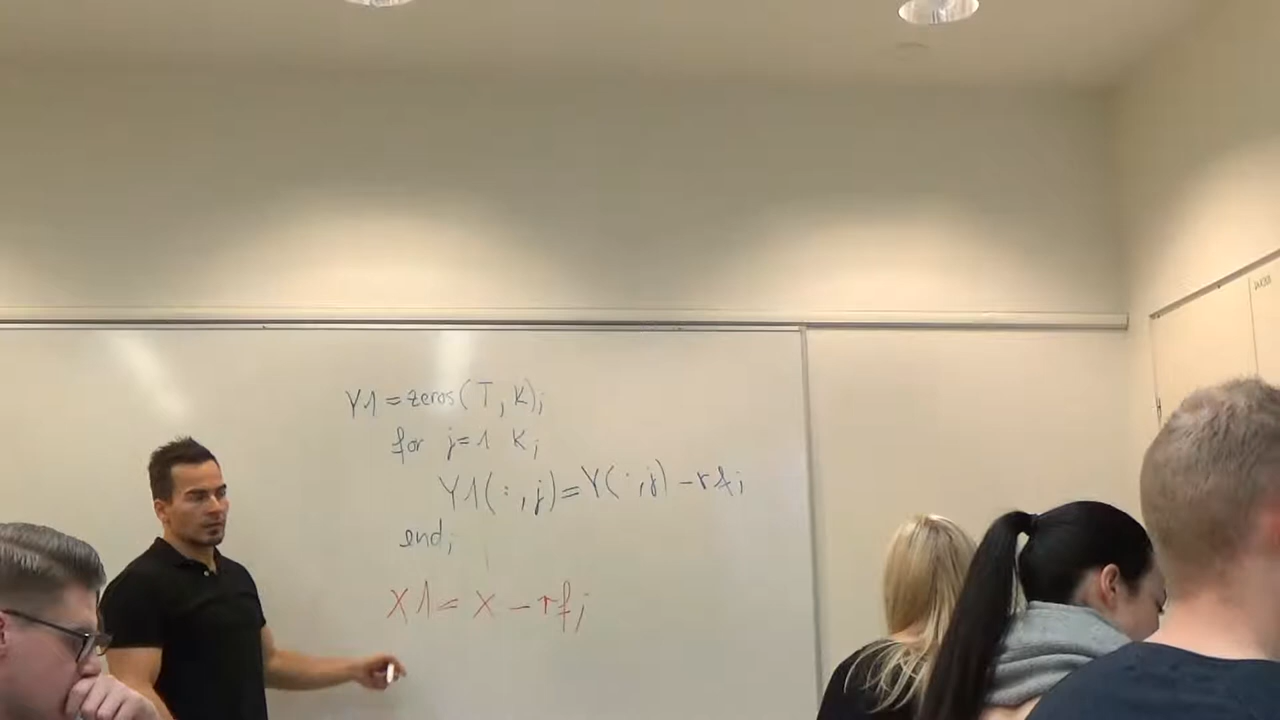 Y1 = zeros(T, K);
for j=1 K;
Y1(:,j) = Y(:,j) - rf;
end;
X1 = X - rf;